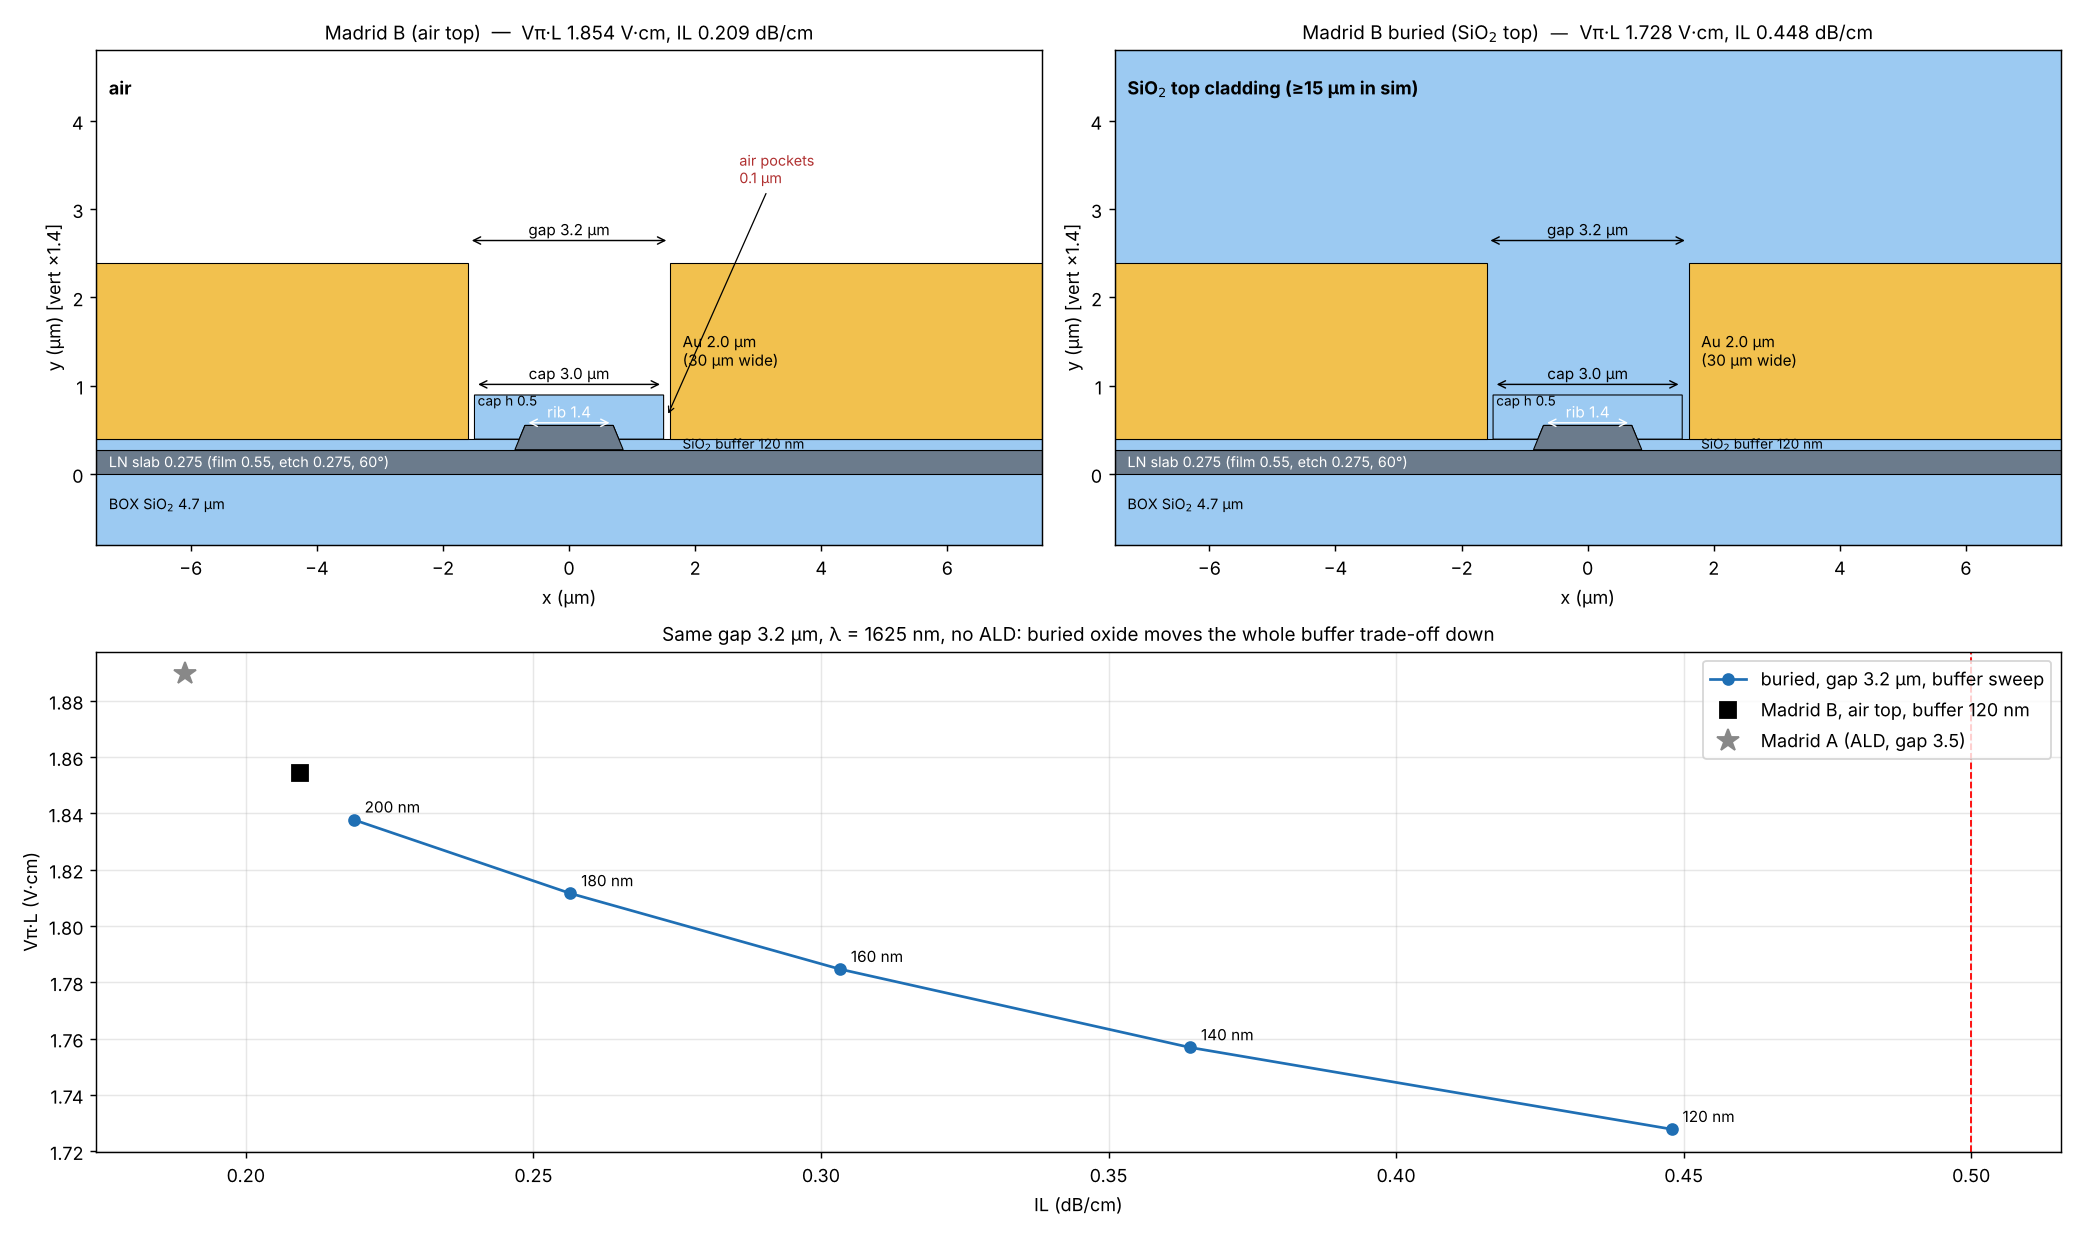 Madrid B (air top) — Vπ·L 1.854 V·cm, IL 0.209 dB/cm
air
air pockets
0.1 μm
gap 3.2 μm
Au 2.0 μm
(30 μm wide)
cap 3.0 μm
cap h 0.5
rib 1.4
SiO₂ buffer 120 nm
LN slab 0.275 (film 0.55, etch 0.275, 60°)
BOX SiO₂ 4.7 μm
4
3
2
1
0
y (μm) [vert ×1.4]
−6 −4 −2 0 2 4 6
x (μm)
Madrid B buried (SiO₂ top) — Vπ·L 1.728 V·cm, IL 0.448 dB/cm
SiO₂ top cladding (≥15 μm in sim)
gap 3.2 μm
Au 2.0 μm
(30 μm wide)
cap 3.0 μm
cap h 0.5
rib 1.4
SiO₂ buffer 120 nm
LN slab 0.275 (film 0.55, etch 0.275, 60°)
BOX SiO₂ 4.7 μm
4
3
2
1
0
y (μm) [vert ×1.4]
−6 −4 −2 0 2 4 6
x (μm)
Same gap 3.2 μm, λ = 1625 nm, no ALD: buried oxide moves the whole buffer trade-off down
buried, gap 3.2 μm, buffer sweep
Madrid B, air top, buffer 120 nm
Madrid A (ALD, gap 3.5)
200 nm
180 nm
160 nm
140 nm
120 nm
1.88
1.86
1.84
1.82
1.80
1.78
1.76
1.74
1.72
Vπ·L (V·cm)
0.20 0.25 0.30 0.35 0.40 0.45 0.50
IL (dB/cm)